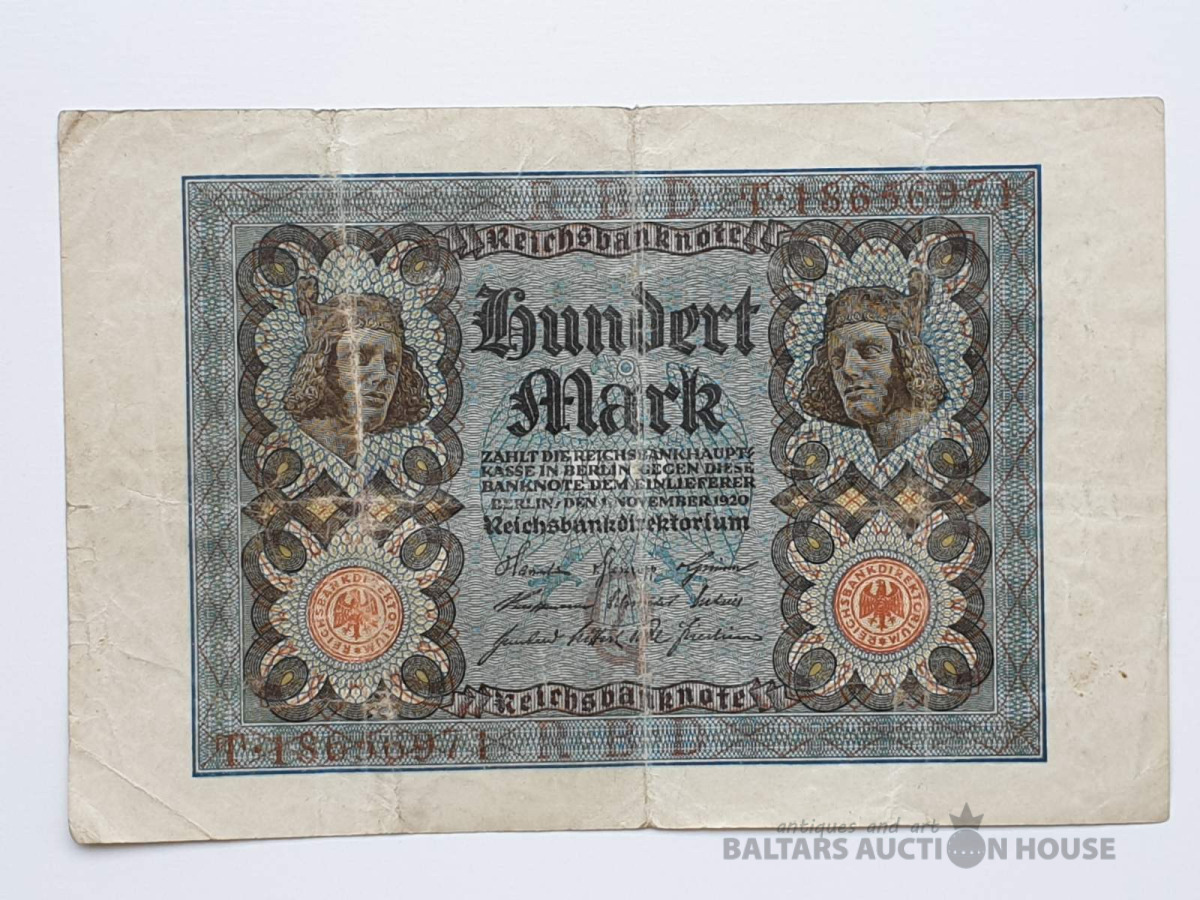 T·18656971
Reichsbanknote
Hundert
Mark
ZAHLT DIE REICHSBANKHAUPT-
KASSE IN BERLIN GEGEN DIESE
BANKNOTE DEM EINLIEFERER
BERLIN, DEN 1. NOVEMBER 1920
Reichsbankdirektorium
REICHSBANKDIREKTORIUM
REICHSBANKDIREKTORIUM
Reichsbanknote
T·18656971
antiques and art
BALTARS AUCTION HOUSE